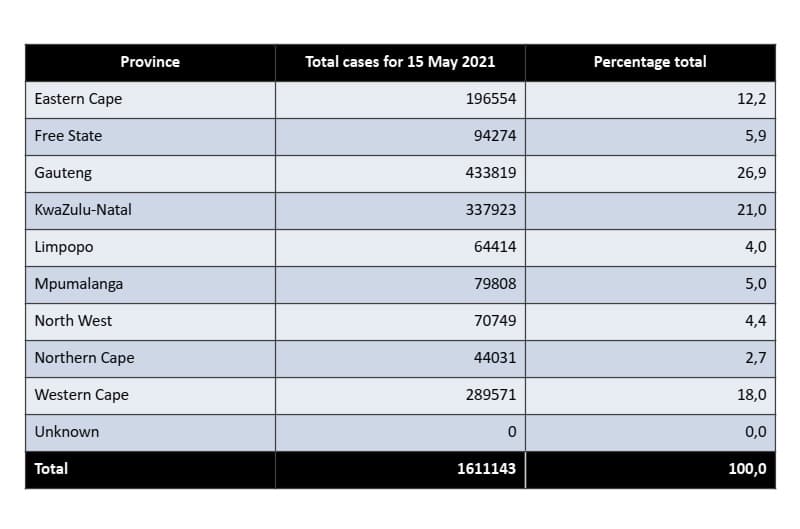 Province Total cases for 15 May 2021 Percentage total
Eastern Cape 196554 12,2
Free State 94274 5,9
Gauteng 433819 26,9
KwaZulu-Natal 337923 21,0
Limpopo 64414 4,0
Mpumalanga 79808 5,0
North West 70749 4,4
Northern Cape 44031 2,7
Western Cape 289571 18,0
Unknown 0 0,0
Total 1611143 100,0